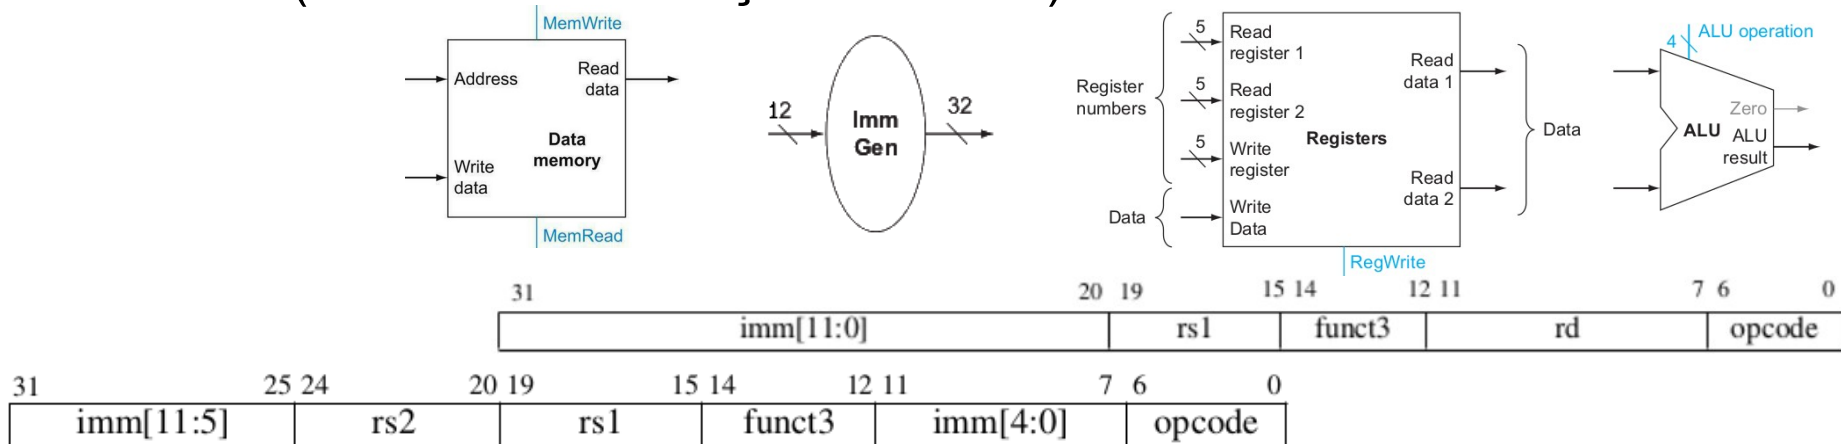 MemWrite
Address
Read
data
Data
memory
Write
data
MemRead
12
Imm
Gen
32
Register
numbers
Data
5
5
5
Read
register 1
Read
register 2
Write
register
Write
Data
Registers
Read
data 1
Read
data 2
RegWrite
Data
4
ALU operation
Zero
ALU
ALU
result
31 20 19 15 14 12 11 7 6 0
imm[11:0] rs1 funct3 rd opcode
31 25 24 20 19 15 14 12 11 7 6 0
imm[11:5] rs2 rs1 funct3 imm[4:0] opcode